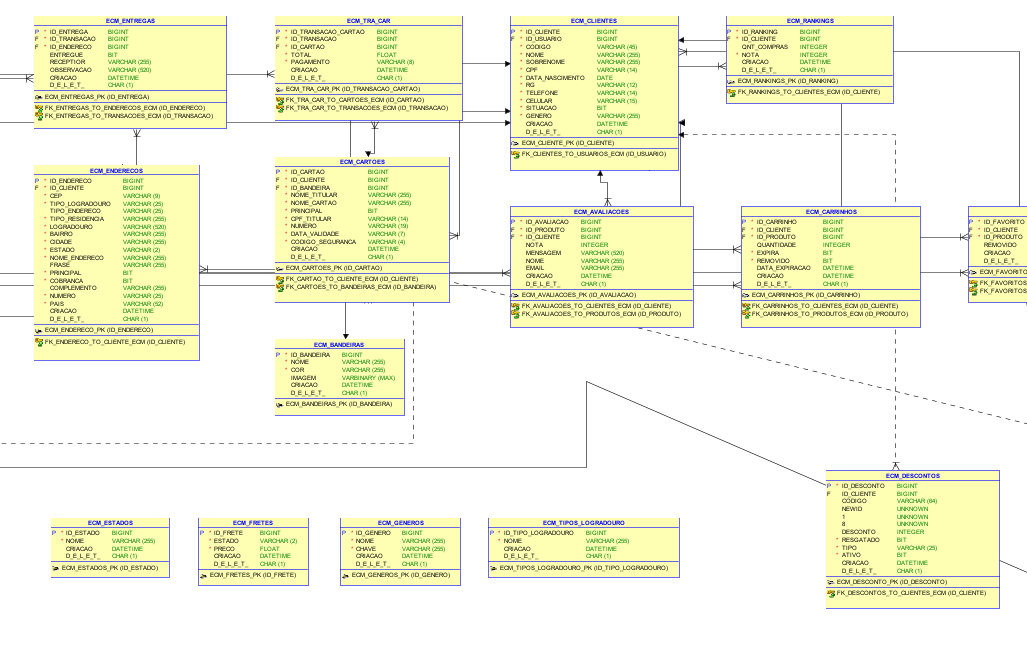 ECM_ENTREGAS
P * ID_ENTREGA BIGINT
F * ID_TRANSACAO BIGINT
F * ID_ENDERECO BIGINT
ENTREGUE BIT
RECEPTIOR VARCHAR (255)
OBSERVACAO VARCHAR (520)
CRIACAO DATETIME
D_E_L_E_T_ CHAR (1)
ECM_ENTREGAS_PK (ID_ENTREGA)
FK_ENTREGAS_TO_ENDERECOS_ECM (ID_ENDERECO)
FK_ENTREGAS_TO_TRANSACOES_ECM (ID_TRANSACAO)
ECM_TRA_CAR
P * ID_TRANSACAO_CARTAO BIGINT
F * ID_TRANSACAO BIGINT
F * ID_CARTAO BIGINT
* TOTAL FLOAT
* PAGAMENTO VARCHAR (8)
CRIACAO DATETIME
D_E_L_E_T_ CHAR (1)
ECM_TRA_CAR_PK (ID_TRANSACAO_CARTAO)
FK_TRA_CAR_TO_CARTOES_ECM (ID_CARTAO)
FK_TRA_CAR_TO_TRANSACOES_ECM (ID_TRANSACAO)
ECM_CLIENTES
P * ID_CLIENTE BIGINT
F * ID_USUARIO BIGINT
* CODIGO VARCHAR (45)
* NOME VARCHAR (255)
* SOBRENOME VARCHAR (255)
* CPF VARCHAR (14)
* DATA_NASCIMENTO DATE
* RG VARCHAR (12)
* TELEFONE VARCHAR (14)
* CELULAR VARCHAR (15)
* SITUACAO BIT
* GENERO VARCHAR (255)
CRIACAO DATETIME
D_E_L_E_T_ CHAR (1)
ECM_CLIENTE_PK (ID_CLIENTE)
FK_CLIENTES_TO_USUARIOS_ECM (ID_USUARIO)
ECM_RANKINGS
P * ID_RANKING BIGINT
F * ID_CLIENTE BIGINT
QNT_COMPRAS INTEGER
* NOTA INTEGER
CRIACAO DATETIME
D_E_L_E_T_ CHAR (1)
ECM_RANKINGS_PK (ID_RANKING)
FK_RANKINGS_TO_CLIENTES_ECM (ID_CLIENTE)
ECM_ENDERECOS
P * ID_ENDERECO BIGINT
F * ID_CLIENTE BIGINT
* CEP VARCHAR (9)
* TIPO_LOGRADOURO VARCHAR (25)
TIPO_ENDERECO VARCHAR (25)
TIPO_RESIDENCIA VARCHAR (255)
* LOGRADOURO VARCHAR (520)
* BAIRRO VARCHAR (255)
* CIDADE VARCHAR (255)
* ESTADO VARCHAR (2)
* NOME_ENDERECO VARCHAR (255)
FRASE VARCHAR (255)
* PRINCIPAL BIT
* COBRANCA BIT
COMPLEMENTO VARCHAR (255)
* NUMERO VARCHAR (25)
* PAIS VARCHAR (52)
CRIACAO DATETIME
D_E_L_E_T_ CHAR (1)
ECM_ENDERECO_PK (ID_ENDERECO)
FK_ENDERECO_TO_CLIENTE_ECM (ID_CLIENTE)
ECM_CARTOES
P * ID_CARTAO BIGINT
F * ID_CLIENTE BIGINT
F * ID_BANDEIRA BIGINT
* NOME_TITULAR VARCHAR (255)
* NOME_CARTAO VARCHAR (255)
* PRINCIPAL BIT
* CPF_TITULAR VARCHAR (14)
* NUMERO VARCHAR (19)
* DATA_VALIDADE VARCHAR (7)
* CODIGO_SEGURANCA VARCHAR (4)
CRIACAO DATETIME
D_E_L_E_T_ CHAR (1)
ECM_CARTOES_PK (ID_CARTAO)
FK_CARTAO_TO_CLIENTE_ECM (ID_CLIENTE)
FK_CARTOES_TO_BANDEIRAS_ECM (ID_BANDEIRA)
ECM_AVALIACOES
P * ID_AVALIACAO BIGINT
F * ID_PRODUTO BIGINT
F * ID_CLIENTE BIGINT
NOTA INTEGER
MENSAGEM VARCHAR (520)
NOME VARCHAR (255)
EMAIL VARCHAR (255)
CRIACAO DATETIME
D_E_L_E_T_ CHAR (1)
ECM_AVALIACOES_PK (ID_AVALIACAO)
FK_AVALIACOES_TO_CLIENTES_ECM (ID_CLIENTE)
FK_AVALIACOES_TO_PRODUTOS_ECM (ID_PRODUTO)
ECM_CARRINHOS
P * ID_CARRINHO BIGINT
F * ID_CLIENTE BIGINT
F * ID_PRODUTO BIGINT
* QUANTIDADE INTEGER
* EXPIRA BIT
* REMOVIDO BIT
DATA_EXPIRACAO DATETIME
CRIACAO DATETIME
D_E_L_E_T_ CHAR (1)
ECM_CARRINHOS_PK (ID_CARRINHO)
FK_CARRINHOS_TO_CLIENTES_ECM (ID_CLIENTE)
FK_CARRINHOS_TO_PRODUTOS_ECM (ID_PRODUTO)
P * ID_FAVORITO
F * ID_CLIENTE
F * ID_PRODUTO
REMOVIDO
CRIACAO
D_E_L_E_T_
ECM_FAVORITO
FK_FAVORITOS
FK_FAVORITOS
ECM_BANDEIRAS
P * ID_BANDEIRA BIGINT
* NOME VARCHAR (255)
* COR VARCHAR (255)
IMAGEM VARBINARY (MAX)
CRIACAO DATETIME
D_E_L_E_T_ CHAR (1)
ECM_BANDEIRAS_PK (ID_BANDEIRA)
ECM_DESCONTOS
P * ID_DESCONTO BIGINT
F ID_CLIENTE BIGINT
CODIGO VARCHAR (64)
NEWID UNKNOWN
1 UNKNOWN
8 UNKNOWN
DESCONTO INTEGER
* RESGATADO BIT
* TIPO VARCHAR (25)
* ATIVO BIT
CRIACAO DATETIME
D_E_L_E_T_ CHAR (1)
ECM_DESCONTO_PK (ID_DESCONTO)
FK_DESCONTOS_TO_CLIENTES_ECM (ID_CLIENTE)
ECM_ESTADOS
P * ID_ESTADO BIGINT
* NOME VARCHAR (255)
CRIACAO DATETIME
D_E_L_E_T_ CHAR (1)
ECM_ESTADOS_PK (ID_ESTADO)
ECM_FRETES
P * ID_FRETE BIGINT
* ESTADO VARCHAR (2)
* PRECO FLOAT
CRIACAO DATETIME
D_E_L_E_T_ CHAR (1)
ECM_FRETES_PK (ID_FRETE)
ECM_GENEROS
P * ID_GENERO BIGINT
* NOME VARCHAR (255)
* CHAVE VARCHAR (255)
CRIACAO DATETIME
D_E_L_E_T_ CHAR (1)
ECM_GENEROS_PK (ID_GENERO)
ECM_TIPOS_LOGRADOURO
P * ID_TIPO_LOGRADOURO BIGINT
* NOME VARCHAR (255)
CRIACAO DATETIME
D_E_L_E_T_ CHAR (1)
ECM_TIPOS_LOGRADOURO_PK (ID_TIPO_LOGRADOURO)